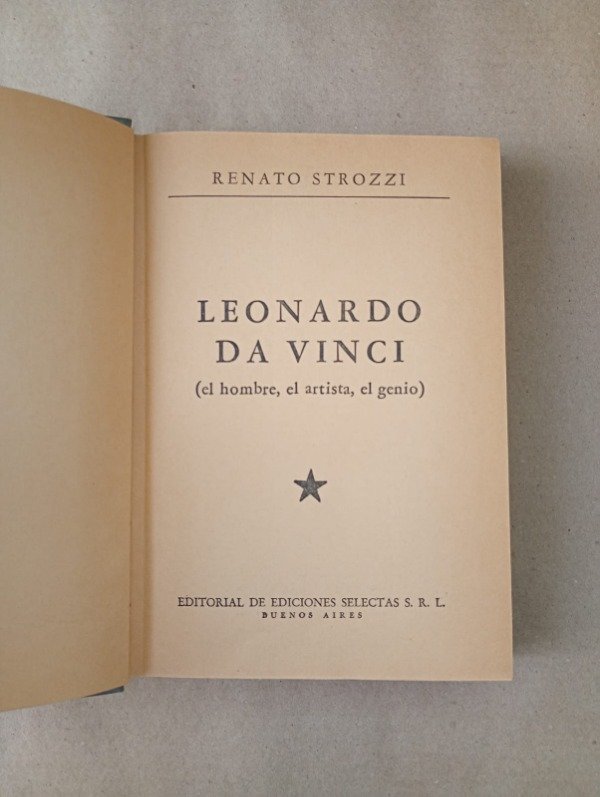 RENATO STROZZI
LEONARDO
DA VINCI
(el hombre, el artista, el genio)
EDITORIAL DE EDICIONES SELECTAS S. R. L.
BUENOS AIRES